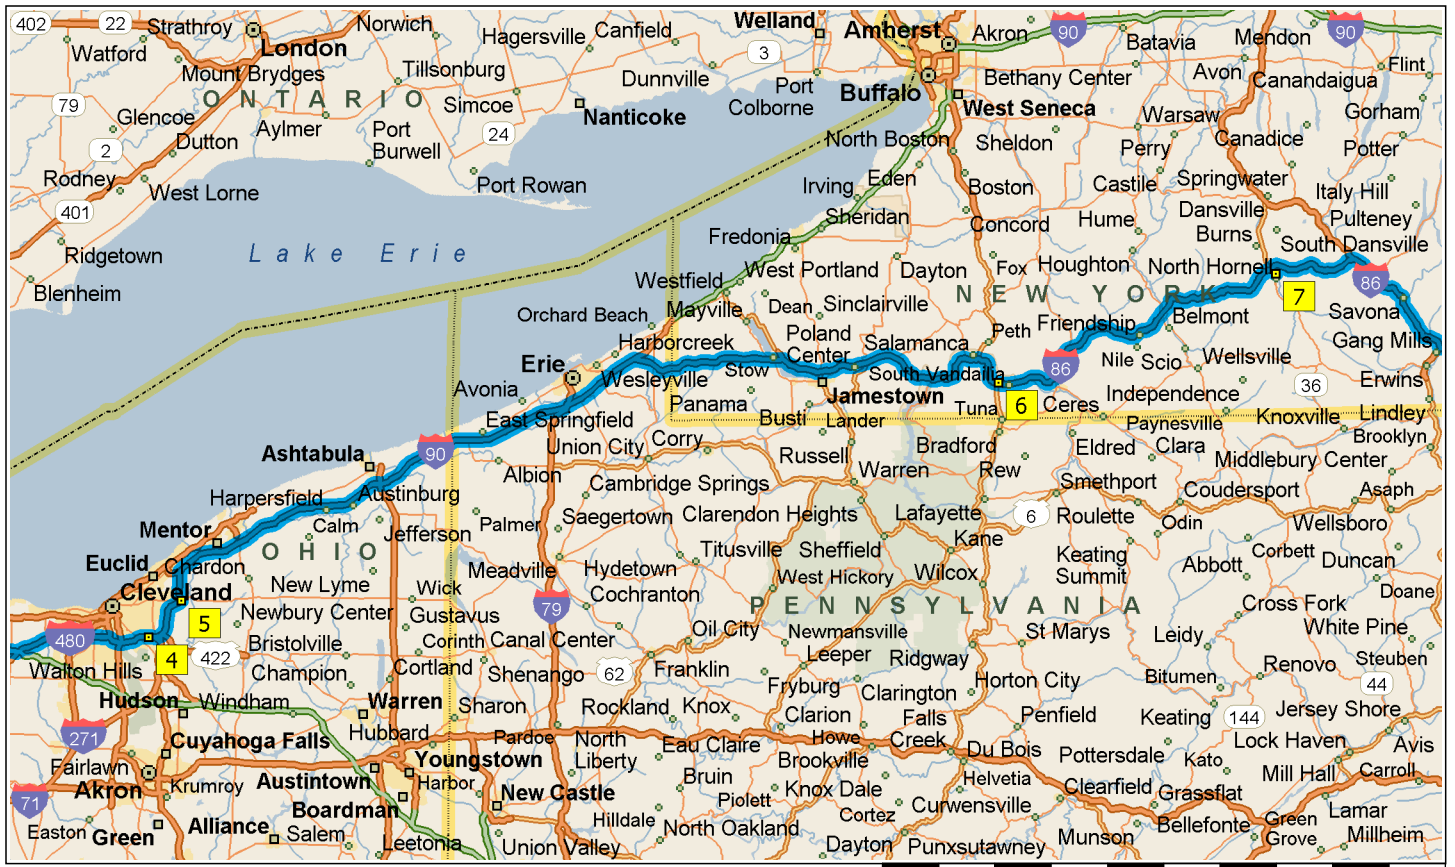 402
22
Strathroy
Norwich
Welland
Amherst
Akron
90
Mendon
90
Watford
London
Hagersville
Canfield
3
Batavia
Flint
Mount Brydges
Tillsonburg
Dunnville
Port
Colborne
Buffalo
Bethany Center
Avon
Canandaigua
79
ONTARIO
Simcoe
Nanticoke
West Seneca
Warsaw
Gorham
Glencoe
Aylmer
Port
Burwell
24
North Boston
Sheldon
Perry
Canadice
Potter
2
Dutton
Rodney
West Lorne
Port Rowan
Irving
Eden
Boston
Castile
Springwater
Italy Hill
401
Sheridan
Concord
Hume
Dansville
Burns
Pulteney
Ridgetown
Lake Erie
Fredonia
South Dansville
Blenheim
Westfield
West Portland
Dayton
Fox
Houghton
North Hornell
86
NEW YORK
7
Orchard Beach
Mayville
Dean
Sinclairville
Peth
Friendship
Belmont
Savona
Harborcreek
Poland
Center
Salamanca
Gang Mills
Erie
Wesleyville
Stow
South Vandalia
86
Nile
Scio
Wellsville
Avonia
Panama
Jamestown
Independence
36
Erwins
East Springfield
Busti
Lander
Tuna
6
Ceres
Paynesville
Knoxville
Lindley
Ashtabula
90
Union City
Corry
Russell
Bradford
Eldred
Clara
Brooklyn
Albion
Warren
Rew
Middlebury Center
Harpersfield
Austinburg
Cambridge Springs
Smethport
Coudersport
Asaph
Mentor
Calm
Jefferson
Palmer
Saegertown
Clarendon Heights
Lafayette
6
Roulette
Odin
Wellsboro
Euclid
OHIO
Chardon
Titusville
Sheffield
Kane
Keating
Summit
Abbott
Corbett
Duncan
Cleveland
New Lyme
Wick
Meadville
Hydetown
West Hickory
Wilcox
Doane
Newbury Center
Gustavus
79
Cochranton
PENNSYLVANIA
Cross Fork
5
480
Bristolville
Corinth
Canal Center
Oil City
Newmansville
St Marys
Leidy
White Pine
4
422
Walton Hills
Champion
Cortland
Shenango
62
Franklin
Leeper
Ridgway
Renovo
Steuben
Hudson
Windham
Warren
Sharon
Fryburg
Clarington
Horton City
Bitumen
44
271
Hubbard
Rockland
Knox
Clarion
Falls
Creek
Penfield
Keating
144
Jersey Shore
Cuyahoga Falls
Pardoe
North
Liberty
Eau Claire
Howe
Du Bois
Pottersdale
Lock Haven
Avis
Fairlawn
Youngstown
Brookville
Kato
Akron
Krumroy
Austintown
Harbor
Bruin
Knox Dale
Helvetia
Clearfield
Mill Hall
Carroll
71
Boardman
New Castle
Piolett
Cortez
Curwensville
Grassflat
Easton
Green
Alliance
Salem
Hilldale
North Oakland
Bellefonte
Green
Grove
Lamar
Leetonia
Union Valley
Dayton
Punxsutawney
Munson
Millheim